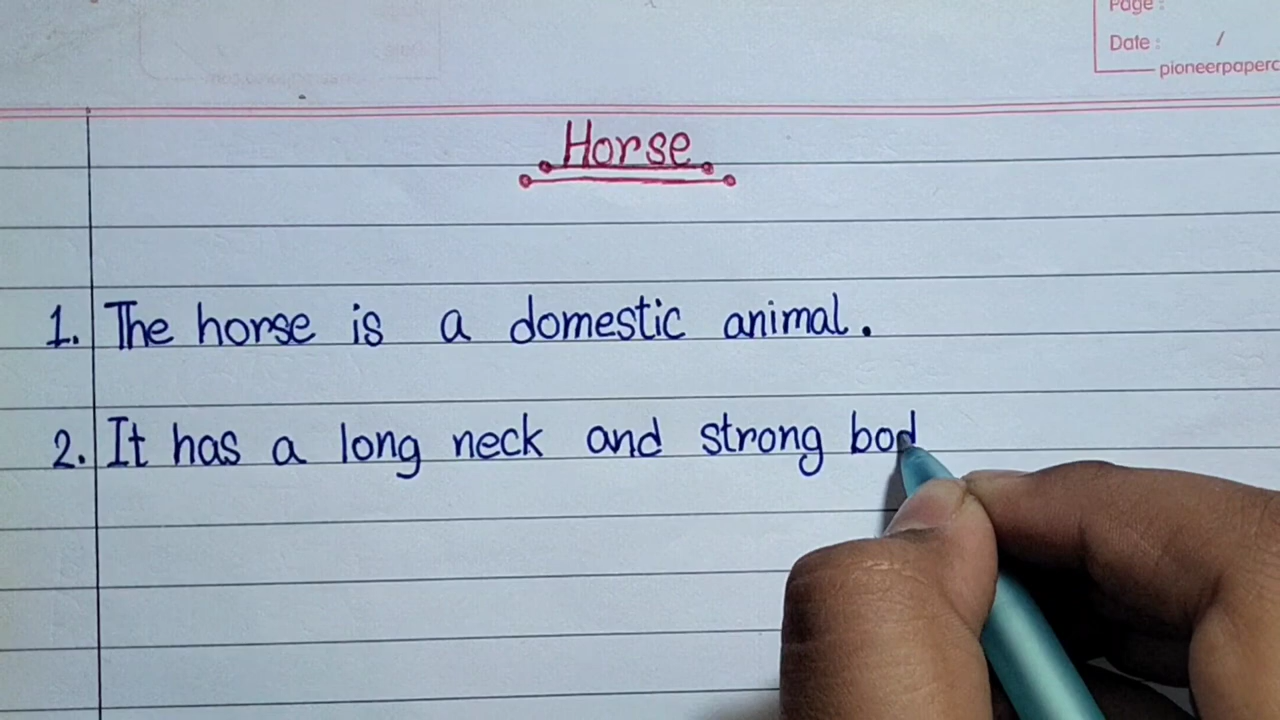 Page :
Date : /
pioneerpaperc
Horse
1. The horse is a domestic animal.
2. It has a long neck and strong bod